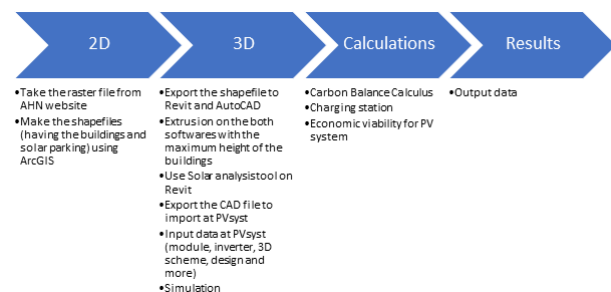 2D
•Take the raster file from
AHN website
•Make the shapefiles
(having the buildings and
solar parking) using
ArcGIS
3D
•Export the shapefile to
Revit and AutoCAD
•Extrusion on the both
softwares with the
maximum height of the
buildings
•Use Solar analysistool on
Revit
•Export the CAD file to
import at PVsyst
•Input data at PVsyst
(module, inverter, 3D
scheme, design and
more)
•Simulation
Calculations
•Carbon Balance Calculus
•Charging station
•Economic viability for PV
system
Results
•Output data